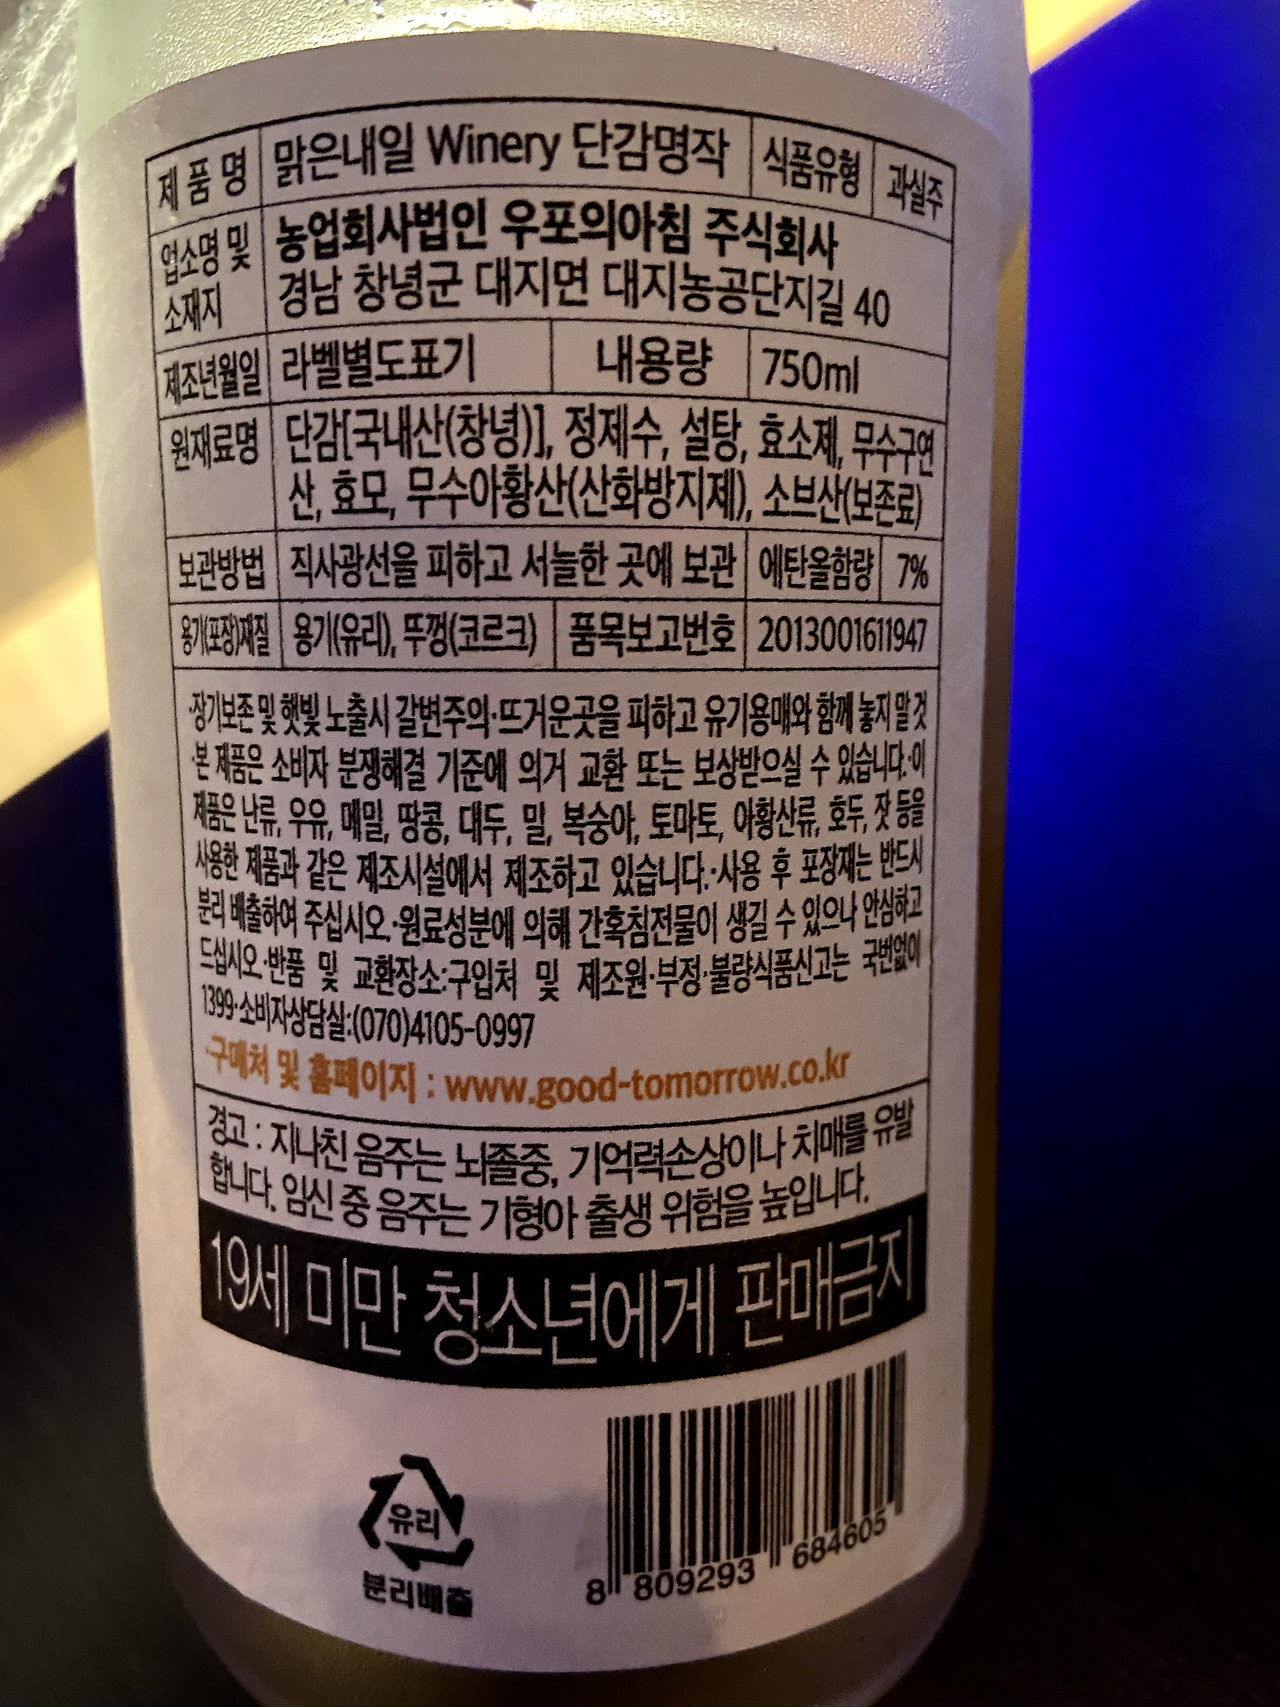 제 품 명 맑은내일 Winery 단감명작 식품유형 과실주
업소명 및 농업회사법인 우포의아침 주식회사
소재지 경남 창녕군 대지면 대지농공단지길 40
제조년월일 라벨별도표기 내용량 750ml
원재료명 단감[국내산(창녕)], 정제수, 설탕, 효소제, 무수구연
산, 효모, 무수아황산(산화방지제), 소브산(보존료)
보관방법 직사광선을 피하고 서늘한 곳에 보관 에탄올함량 7%
용기(포장)재질 용기(유리), 뚜껑(코르크) 품목보고번호 2013001611947
·장기보존 및 햇빛 노출시 갈변주의·뜨거운곳을 피하고 유기용매와 함께 놓지 말 것
·본 제품은 소비자 분쟁해결 기준에 의거 교환 또는 보상받으실 수 있습니다.·이
제품은 난류, 우유, 메밀, 땅콩, 대두, 밀, 복숭아, 토마토, 아황산류, 호두, 잣 등을
사용한 제품과 같은 제조시설에서 제조하고 있습니다.·사용 후 포장재는 반드시
분리 배출하여 주십시오.·원료성분에 의해 간혹침전물이 생길 수 있으나 안심하고
드십시오.·반품 및 교환장소:구입처 및 제조원·부정·불량식품신고는 국번없이
1399·소비자상담실:(070)4105-0997
·구매처 및 홈페이지 : www.good-tomorrow.co.kr
경고 : 지나친 음주는 뇌졸중, 기억력손상이나 치매를 유발
합니다. 임신 중 음주는 기형아 출생 위험을 높입니다.
19세 미만 청소년에게 판매금지
유리
분리배출
8 809293 684605